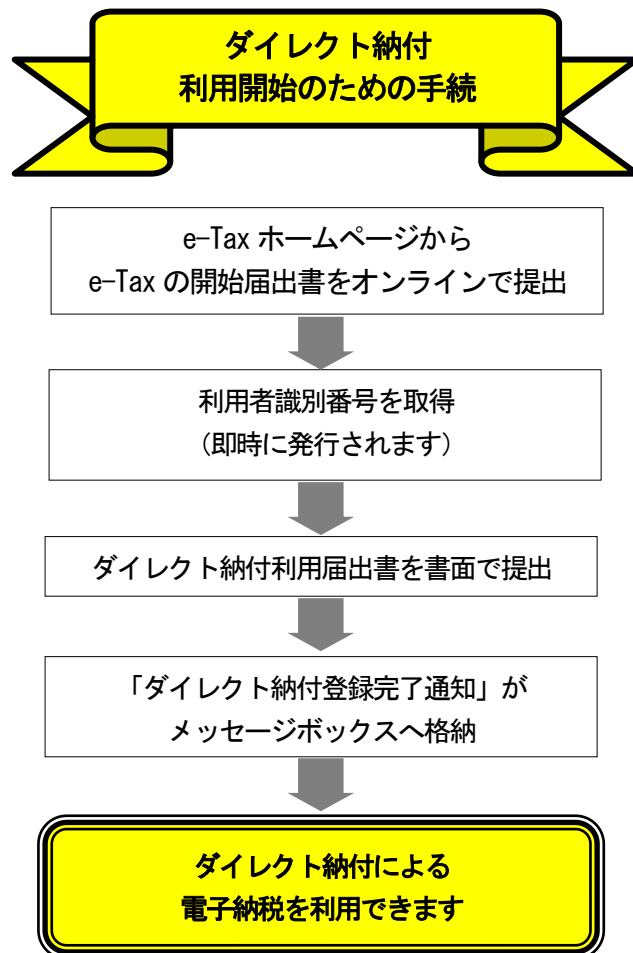 ダイレクト納付
利用開始のための手続
e-Tax ホームページから
e-Tax の開始届出書をオンラインで提出
利用者識別番号を取得
（即時に発行されます）
ダイレクト納付利用届出書を書面で提出
「ダイレクト納付登録完了通知」が
メッセージボックスへ格納
ダイレクト納付による
電子納税を利用できます